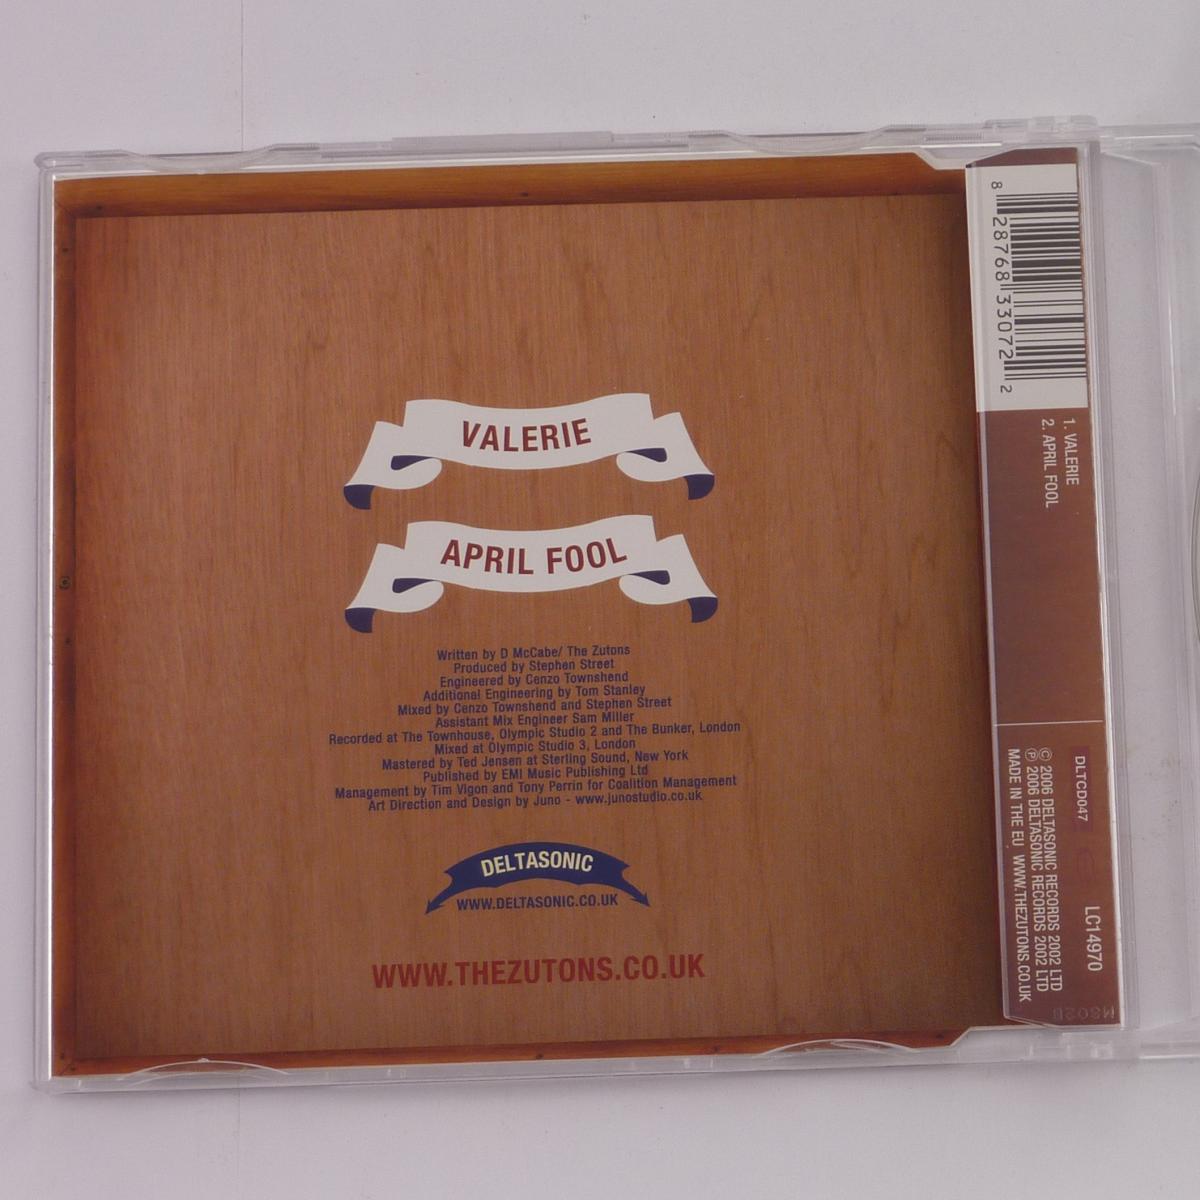 VALERIE
APRIL FOOL
Written by D McCabe/ The Zutons
Produced by Stephen Street
Engineered by Cenzo Townshend
Additional Engineering by Tom Stanley
Mixed by Cenzo Townshend and Stephen Street
Assistant Mix Engineer Sam Miller
Recorded at The Townhouse, Olympic Studio 2 and The Bunker, London
Mixed at Olympic Studio 3, London
Mastered by Ted Jensen at Sterling Sound, New York
Published by EMI Music Publishing Ltd
Management by Tim Vigon and Tony Perrin for Coalition Management
Art Direction and Design by Juno - www.junostudio.co.uk
DELTASONIC
WWW.DELTASONIC.CO.UK
WWW.THEZUTONS.CO.UK
8 28768 33072 2
1. VALERIE
2. APRIL FOOL
DLTCD047 LC14970
© 2006 DELTASONIC RECORDS 2002 LTD
℗ 2006 DELTASONIC RECORDS 2002 LTD
MADE IN THE EU WWW.THEZUTONS.CO.UK